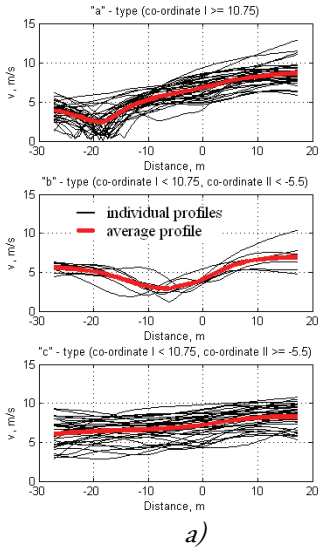 "a" - type (co-ordinate I >= 10.75)
15
10
5
0
v , m/s
-30 -20 -10 0 10 20
Distance, m
"b" - type (co-ordinate I < 10.75, co-ordinate II < -5.5)
15
10
5
0
v , m/s
individual profiles
average profile
-30 -20 -10 0 10 20
Distance, m
"c" - type (co-ordinate I < 10.75, co-ordinate II >= -5.5)
15
10
5
0
v , m/s
-30 -20 -10 0 10 20
Distance, m
a)